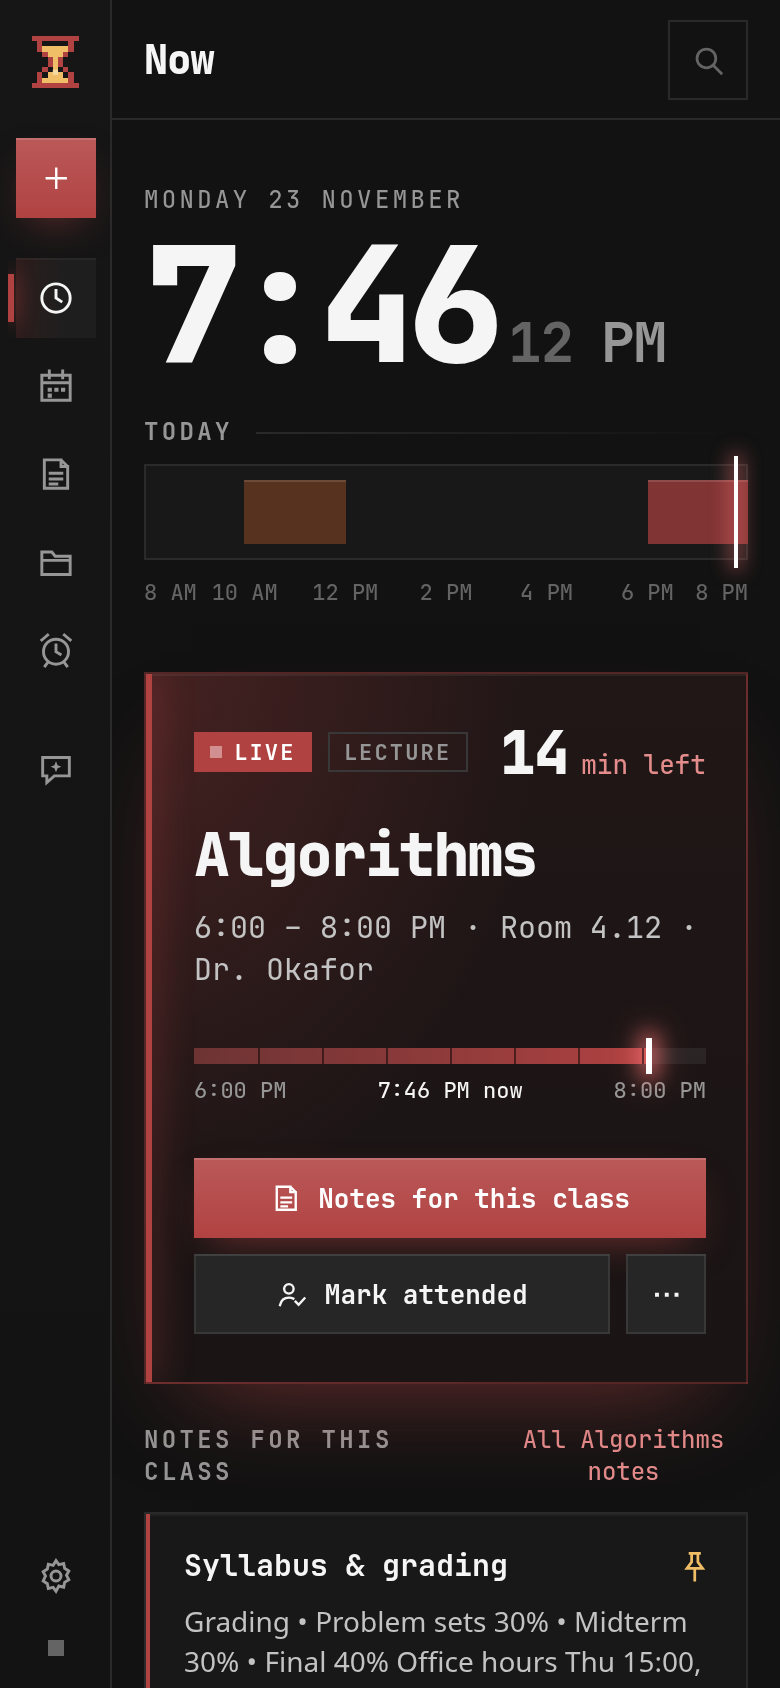 Now
MONDAY 23 NOVEMBER
7:46 12 PM
TODAY
8 AM 10 AM 12 PM 2 PM 4 PM 6 PM 8 PM
LIVE LECTURE 14 min left
Algorithms
6:00 – 8:00 PM · Room 4.12 ·
Dr. Okafor
6:00 PM 7:46 PM now 8:00 PM
Notes for this class
Mark attended ···
NOTES FOR THIS
CLASS
All Algorithms
notes
Syllabus & grading
Grading • Problem sets 30% • Midterm
30% • Final 40% Office hours Thu 15:00,